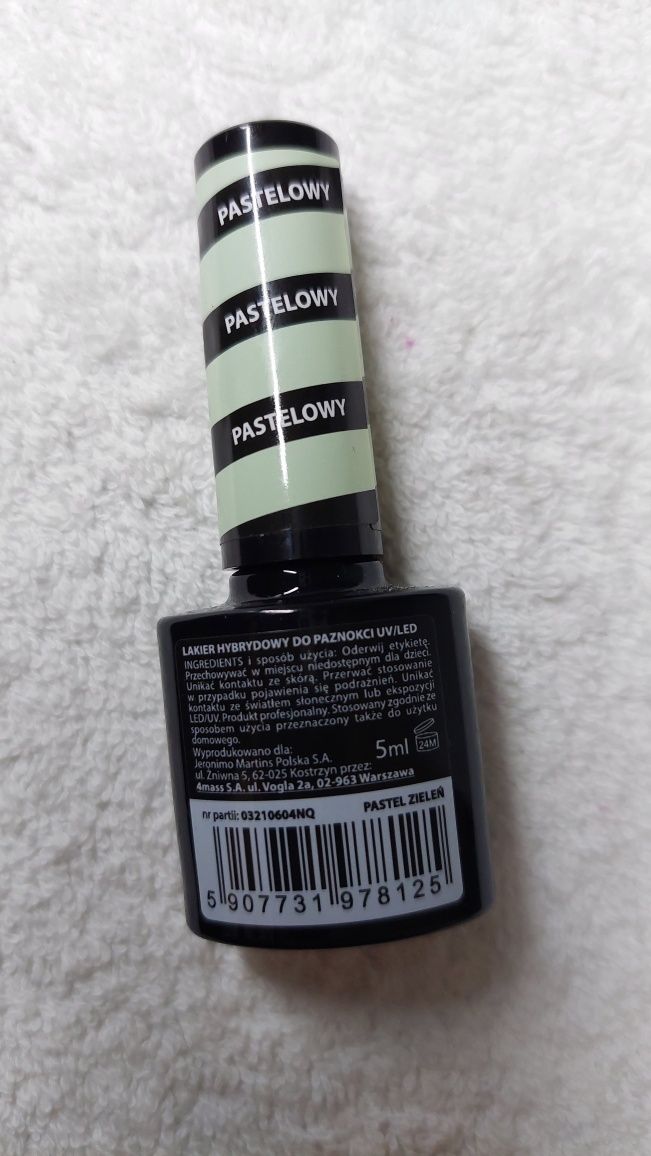 PASTELOWY
PASTELOWY
PASTELOWY
LAKIER HYBRYDOWY DO PAZNOKCI UV/LED
INGREDIENTS i sposób użycia: Oderwij etykietę.
Przechowywać w miejscu niedostępnym dla dzieci.
Unikać kontaktu ze skórą. Przerwać stosowanie
w przypadku pojawienia się podrażnień. Unikać
kontaktu ze światłem słonecznym lub ekspozycji
LED/UV. Produkt profesjonalny. Stosowany zgodnie ze
sposobem użycia przeznaczony także do użytku
domowego.
Wyprodukowano dla:
Jeronimo Martins Polska S.A.
ul. Żniwna 5, 62-025 Kostrzyn przez:
4mass S.A. ul. Vogla 2a, 02-963 Warszawa
5ml
24M
nr partii: 03210604NQ
PASTEL ZIELEŃ
5 907731 978125